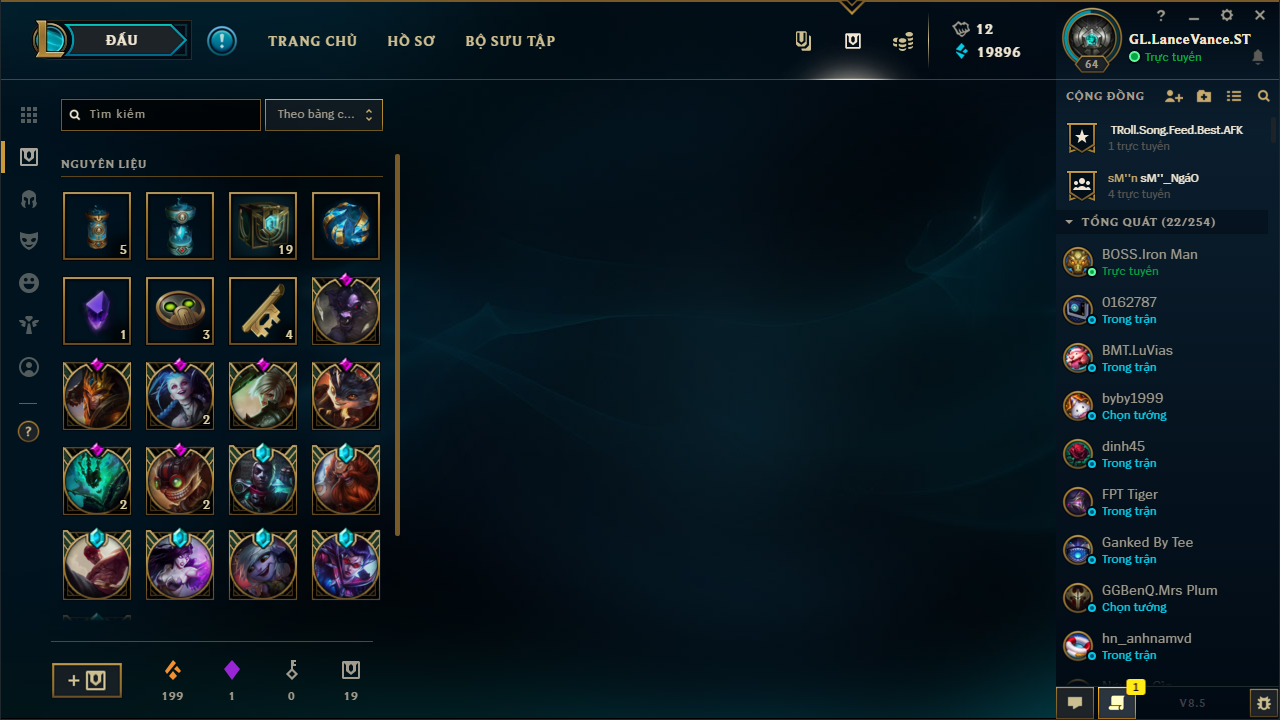 ĐẤU
TRANG CHỦ
HỒ SƠ
BỘ SƯU TẬP
12
19896
?
64
GL.LanceVance.ST
Trực tuyến
Tìm kiếm
Theo bảng c...
NGUYÊN LIỆU
5
19
1
3
4
2
2
2
?
199
1
0
19
CỘNG ĐỒNG
TRoll.Song.Feed.Best.AFK
1 trực tuyến
sM''n sM''_NgáO
4 trực tuyến
TỔNG QUÁT (22/254)
BOSS.Iron Man
Trực tuyến
0162787
Trong trận
BMT.LuVias
Trong trận
byby1999
Chọn tướng
dinh45
Trong trận
FPT Tiger
Trong trận
Ganked By Tee
Trong trận
GGBenQ.Mrs Plum
Chọn tướng
hn_anhnamvd
Trong trận
1
V8.5